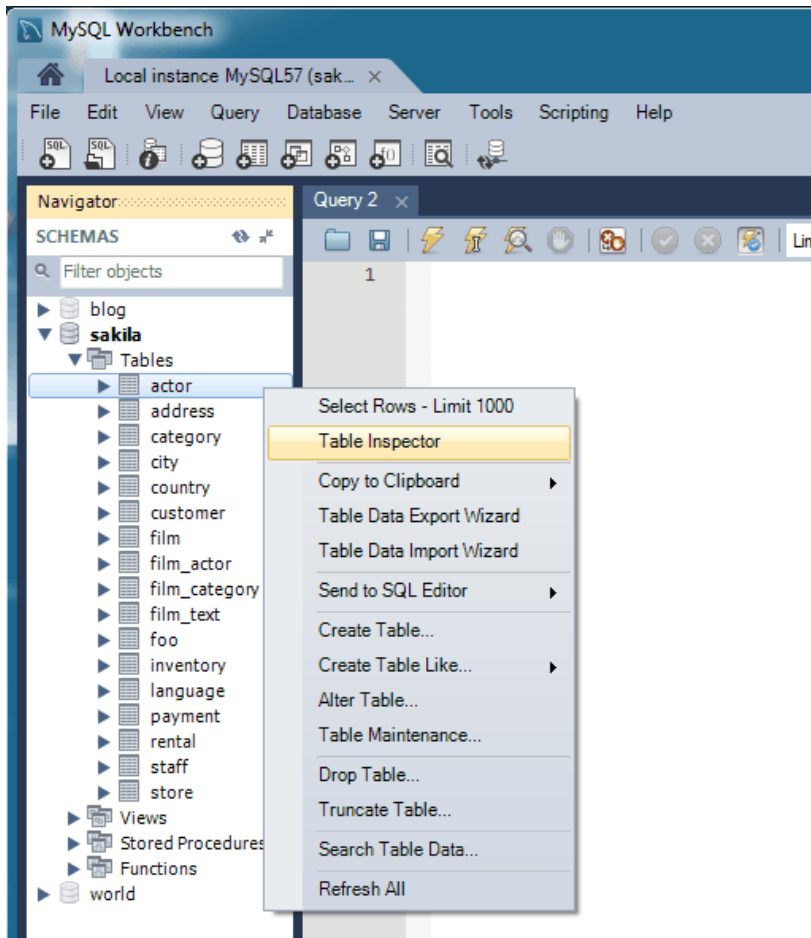 MySQL Workbench
Local instance MySQL57 (sak... ×
File Edit View Query Database Server Tools Scripting Help
SQL SQL
Navigator
Query 2 ×
SCHEMAS
Filter objects
Lin
1
blog
sakila
Tables
actor
address
category
city
country
customer
film
film_actor
film_category
film_text
foo
inventory
language
payment
rental
staff
store
Views
Stored Procedures
Functions
world
Select Rows - Limit 1000
Table Inspector
Copy to Clipboard
Table Data Export Wizard
Table Data Import Wizard
Send to SQL Editor
Create Table...
Create Table Like...
Alter Table...
Table Maintenance...
Drop Table...
Truncate Table...
Search Table Data...
Refresh All